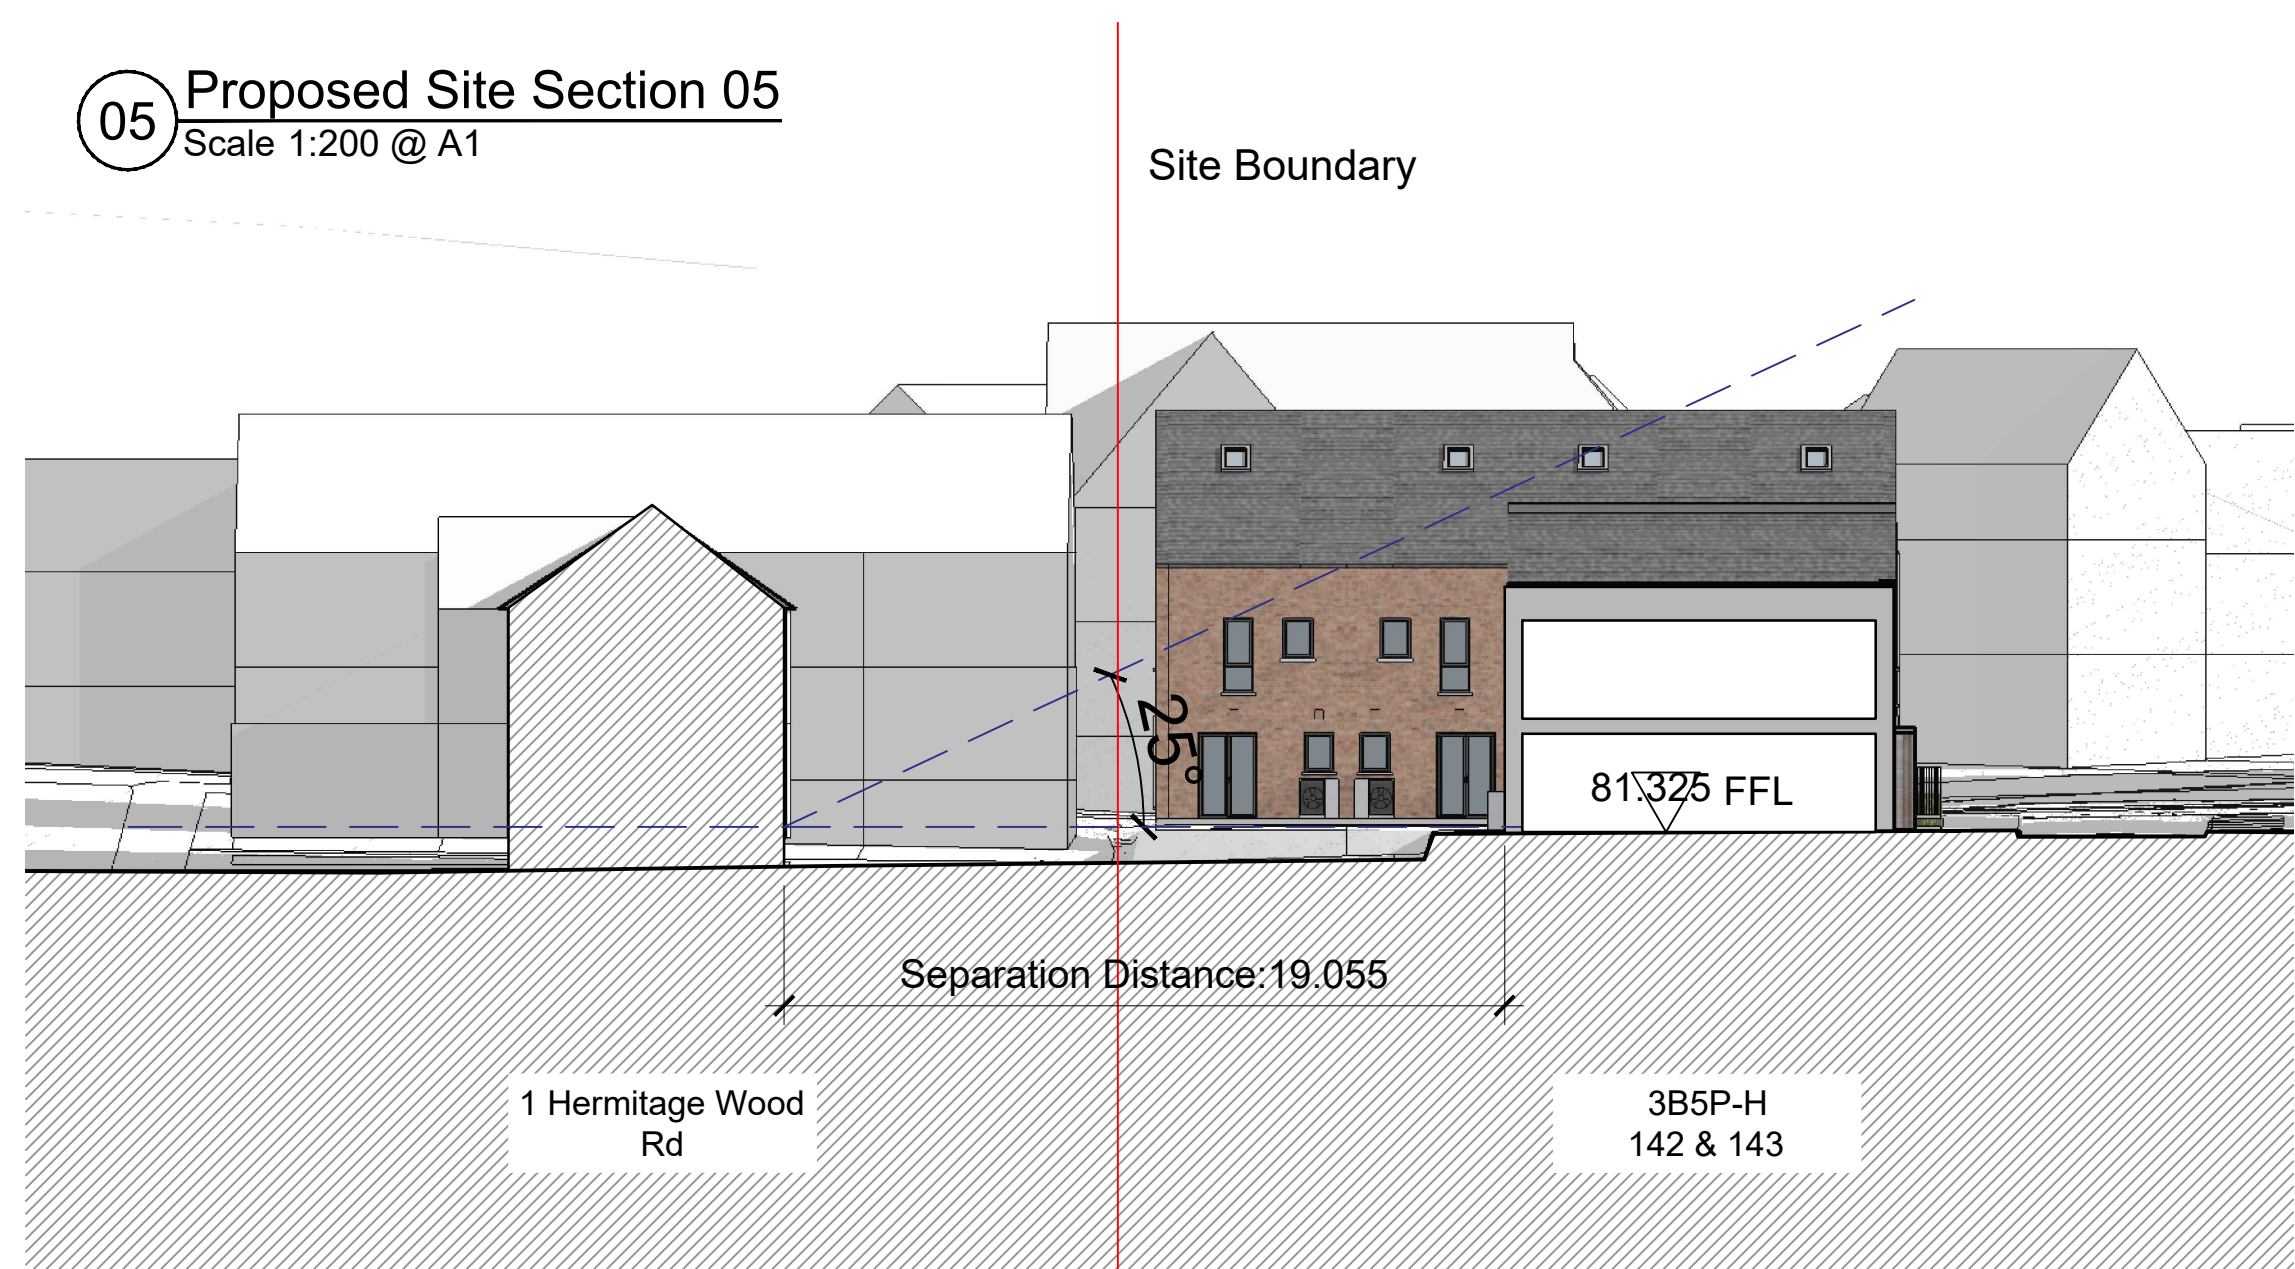 05
Proposed Site Section 05
Scale 1:200 @ A1
Site Boundary
25°
81.325 FFL
Separation Distance:19.055
1 Hermitage Wood
Rd
3B5P-H
142 & 143